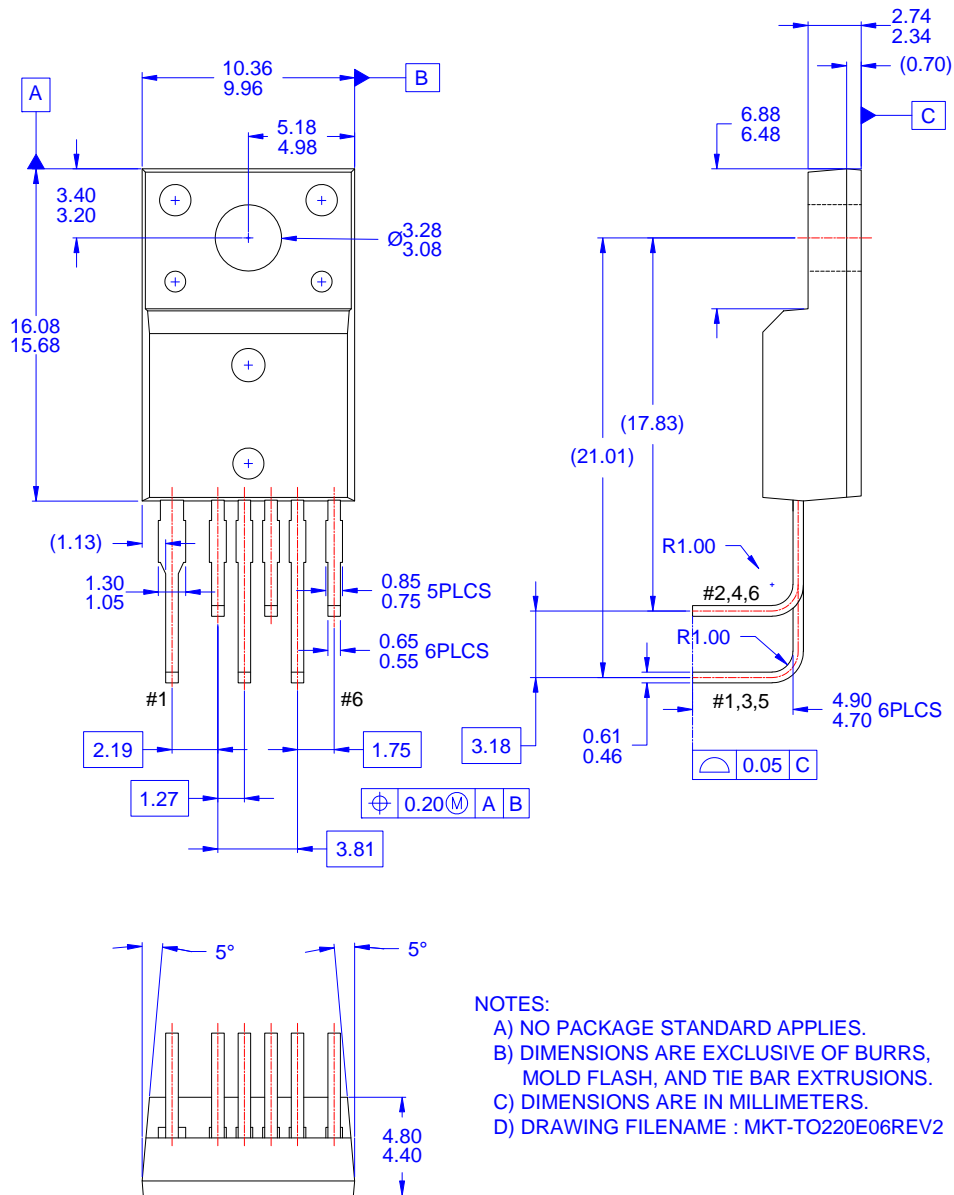 2.74
2.34
(0.70)
10.36
9.96
B
A
C
5.18
4.98
6.88
6.48
3.40
3.20
Ø3.28
3.08
16.08
15.68
(17.83)
(21.01)
(1.13)
R1.00
1.30
1.05
0.85
0.75 5PLCS
#2,4,6
0.65
0.55 6PLCS
R1.00
#1
#6
#1,3,5
4.90
4.70 6PLCS
2.19
1.75
3.18
0.61
0.46
0.05 C
1.27
⌖ 0.20Ⓜ A B
3.81
5°
5°
4.80
4.40
NOTES:
A) NO PACKAGE STANDARD APPLIES.
B) DIMENSIONS ARE EXCLUSIVE OF BURRS,
MOLD FLASH, AND TIE BAR EXTRUSIONS.
C) DIMENSIONS ARE IN MILLIMETERS.
D) DRAWING FILENAME : MKT-TO220E06REV2